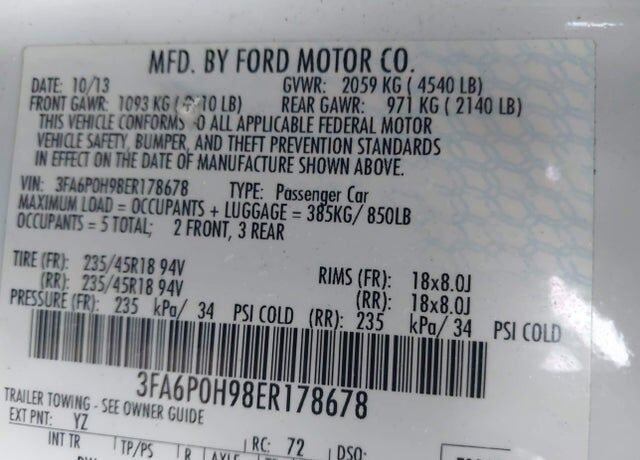 MFD. BY FORD MOTOR CO.
DATE: 10/13 GVWR: 2059 KG ( 4540 LB)
FRONT GAWR: 1093 KG ( 10 LB) REAR GAWR: 971 KG ( 2140 LB)
THIS VEHICLE CONFORMS O ALL APPLICABLE FEDERAL MOTOR
VEHICLE SAFETY, BUMPER, AND THEFT PREVENTION STANDARDS
IN EFFECT ON THE DATE OF MANUFACTURE SHOWN ABOVE.
VIN: 3FA6P0H98ER178678 TYPE: Passenger Car
MAXIMUM LOAD = OCCUPANTS + LUGGAGE = 385KG/ 850LB
OCCUPANTS = 5 TOTAL; 2 FRONT, 3 REAR
TIRE (FR): 235/45R18 94V RIMS (FR): 18x8.0J
(RR): 235/45R18 94V (RR): 18x8.0J
PRESSURE (FR): 235 kPa/ 34 PSI COLD (RR): 235 kPa/ 34 PSI COLD
3FA6P0H98ER178678
TRAILER TOWING - SEE OWNER GUIDE
EXT PNT: YZ RC: 72 DSO:
INT TR TP/PS R AXLE